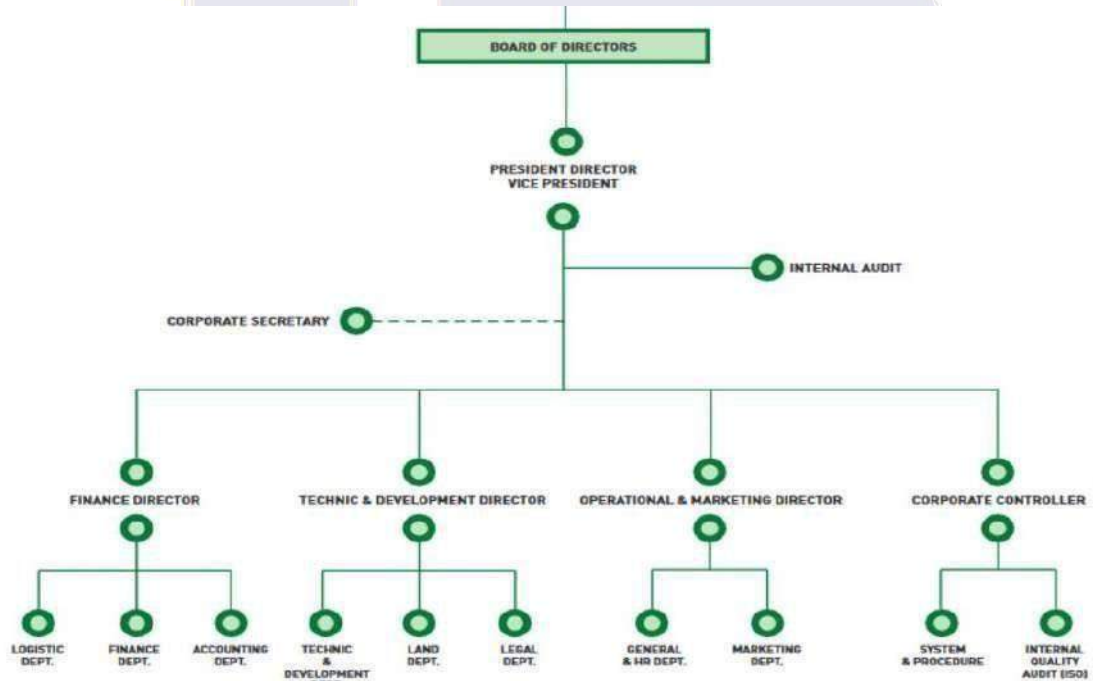 BOARD OF DIRECTORS
PRESIDENT DIRECTOR
VICE PRESIDENT
INTERNAL AUDIT
CORPORATE SECRETARY
FINANCE DIRECTOR
TECHNIC & DEVELOPMENT DIRECTOR
OPERATIONAL & MARKETING DIRECTOR
CORPORATE CONTROLLER
LOGISTIC
DEPT.
FINANCE
DEPT.
ACCOUNTING
DEPT.
TECHNIC
&
DEVELOPMENT
LAND
DEPT.
LEGAL
DEPT.
GENERAL
& HR DEPT.
MARKETING
DEPT.
SYSTEM
& PROCEDURE
INTERNAL
QUALITY
AUDIT (ISO)